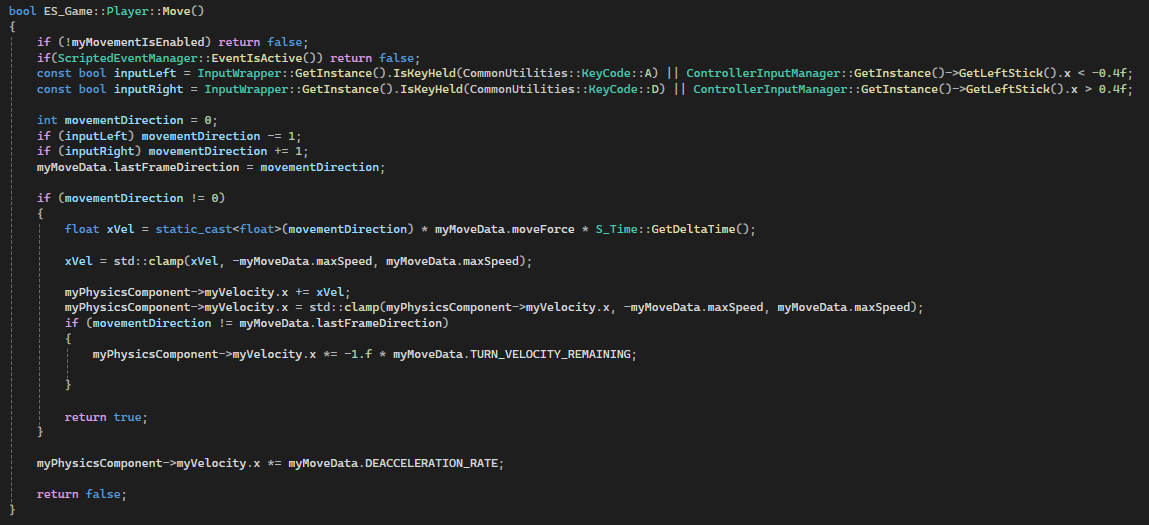 bool ES_Game::Player::Move()
{
    if (!myMovementIsEnabled) return false;
    if(ScriptedEventManager::EventIsActive()) return false;
    const bool inputLeft = InputWrapper::GetInstance().IsKeyHeld(CommonUtilities::KeyCode::A) || ControllerInputManager::GetInstance()->GetLeftStick().x < -0.4f;
    const bool inputRight = InputWrapper::GetInstance().IsKeyHeld(CommonUtilities::KeyCode::D) || ControllerInputManager::GetInstance()->GetLeftStick().x > 0.4f;

    int movementDirection = 0;
    if (inputLeft) movementDirection -= 1;
    if (inputRight) movementDirection += 1;
    myMoveData.lastFrameDirection = movementDirection;

    if (movementDirection != 0)
    {
        float xVel = static_cast<float>(movementDirection) * myMoveData.moveForce * S_Time::GetDeltaTime();

        xVel = std::clamp(xVel, -myMoveData.maxSpeed, myMoveData.maxSpeed);

        myPhysicsComponent->myVelocity.x += xVel;
        myPhysicsComponent->myVelocity.x = std::clamp(myPhysicsComponent->myVelocity.x, -myMoveData.maxSpeed, myMoveData.maxSpeed);
        if (movementDirection != myMoveData.lastFrameDirection)
        {
            myPhysicsComponent->myVelocity.x *= -1.f * myMoveData.TURN_VELOCITY_REMAINING;

        }

        return true;
    }

    myPhysicsComponent->myVelocity.x *= myMoveData.DEACCELERATION_RATE;

    return false;
}